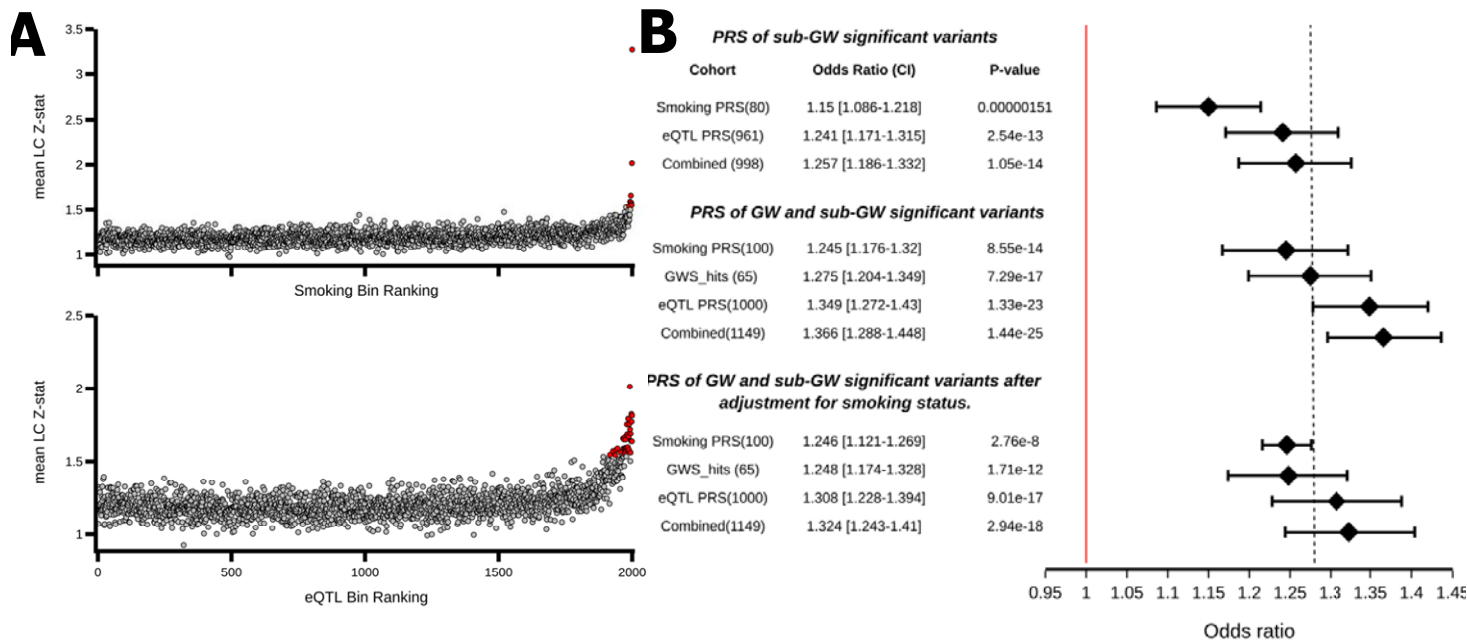 A
3.5
3
2.5
2
1.5
1
mean LC Z-stat
Smoking Bin Ranking
2.5
2
1.5
1
mean LC Z-stat
0 500 1000 1500 2000
eQTL Bin Ranking
B
PRS of sub-GW significant variants
Cohort Odds Ratio (CI) P-value
Smoking PRS(80) 1.15 [1.086-1.218] 0.00000151
eQTL PRS(961) 1.241 [1.171-1.315] 2.54e-13
Combined (998) 1.257 [1.186-1.332] 1.05e-14
PRS of GW and sub-GW significant variants
Smoking PRS(100) 1.245 [1.176-1.32] 8.55e-14
GWS_hits (65) 1.275 [1.204-1.349] 7.29e-17
eQTL PRS(1000) 1.349 [1.272-1.43] 1.33e-23
Combined(1149) 1.366 [1.288-1.448] 1.44e-25
PRS of GW and sub-GW significant variants after
adjustment for smoking status.
Smoking PRS(100) 1.246 [1.121-1.269] 2.76e-8
GWS_hits (65) 1.248 [1.174-1.328] 1.71e-12
eQTL PRS(1000) 1.308 [1.228-1.394] 9.01e-17
Combined(1149) 1.324 [1.243-1.41] 2.94e-18
0.95 1 1.05 1.1 1.15 1.2 1.25 1.3 1.35 1.4 1.45
Odds ratio